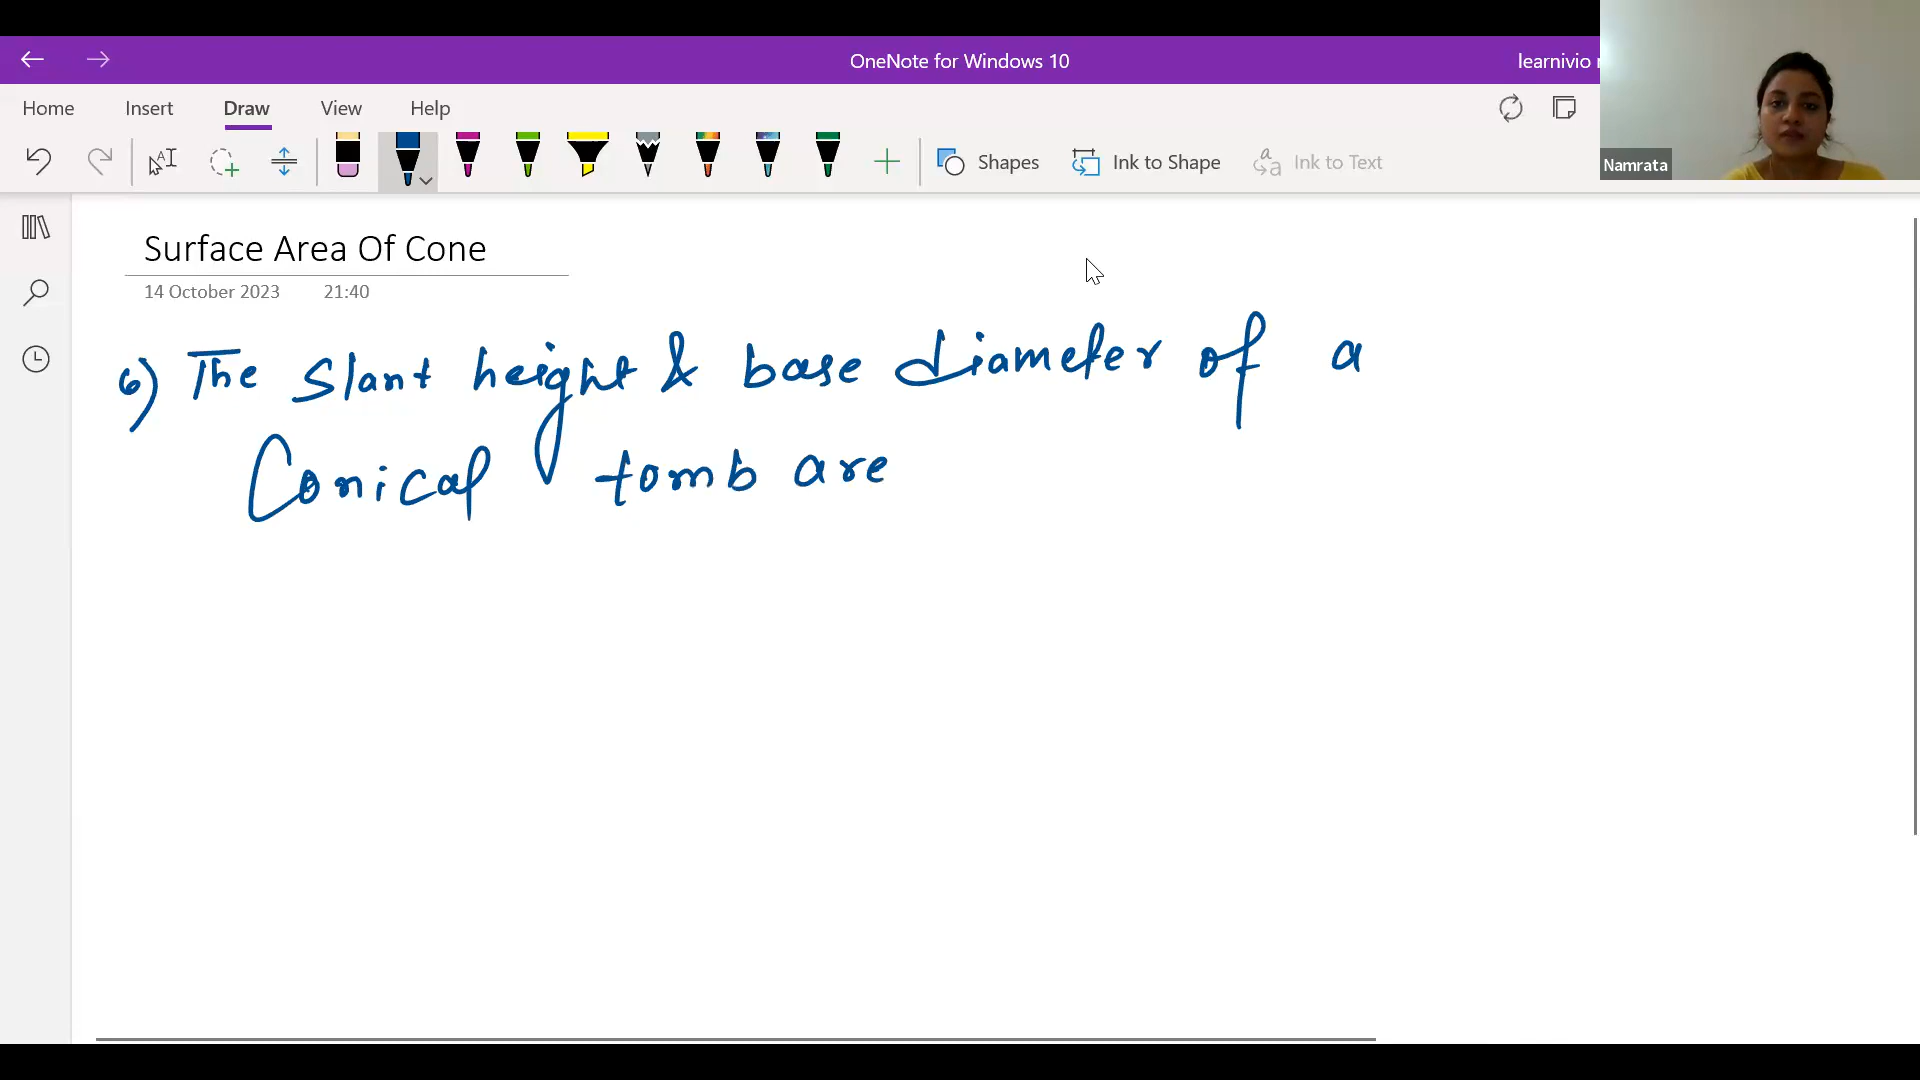 OneNote for Windows 10
learnivio
Home Insert Draw View Help
Shapes Ink to Shape Ink to Text
Namrata
Surface Area Of Cone
14 October 2023 21:40
6) The slant height & base diameter of a
Conical tomb are